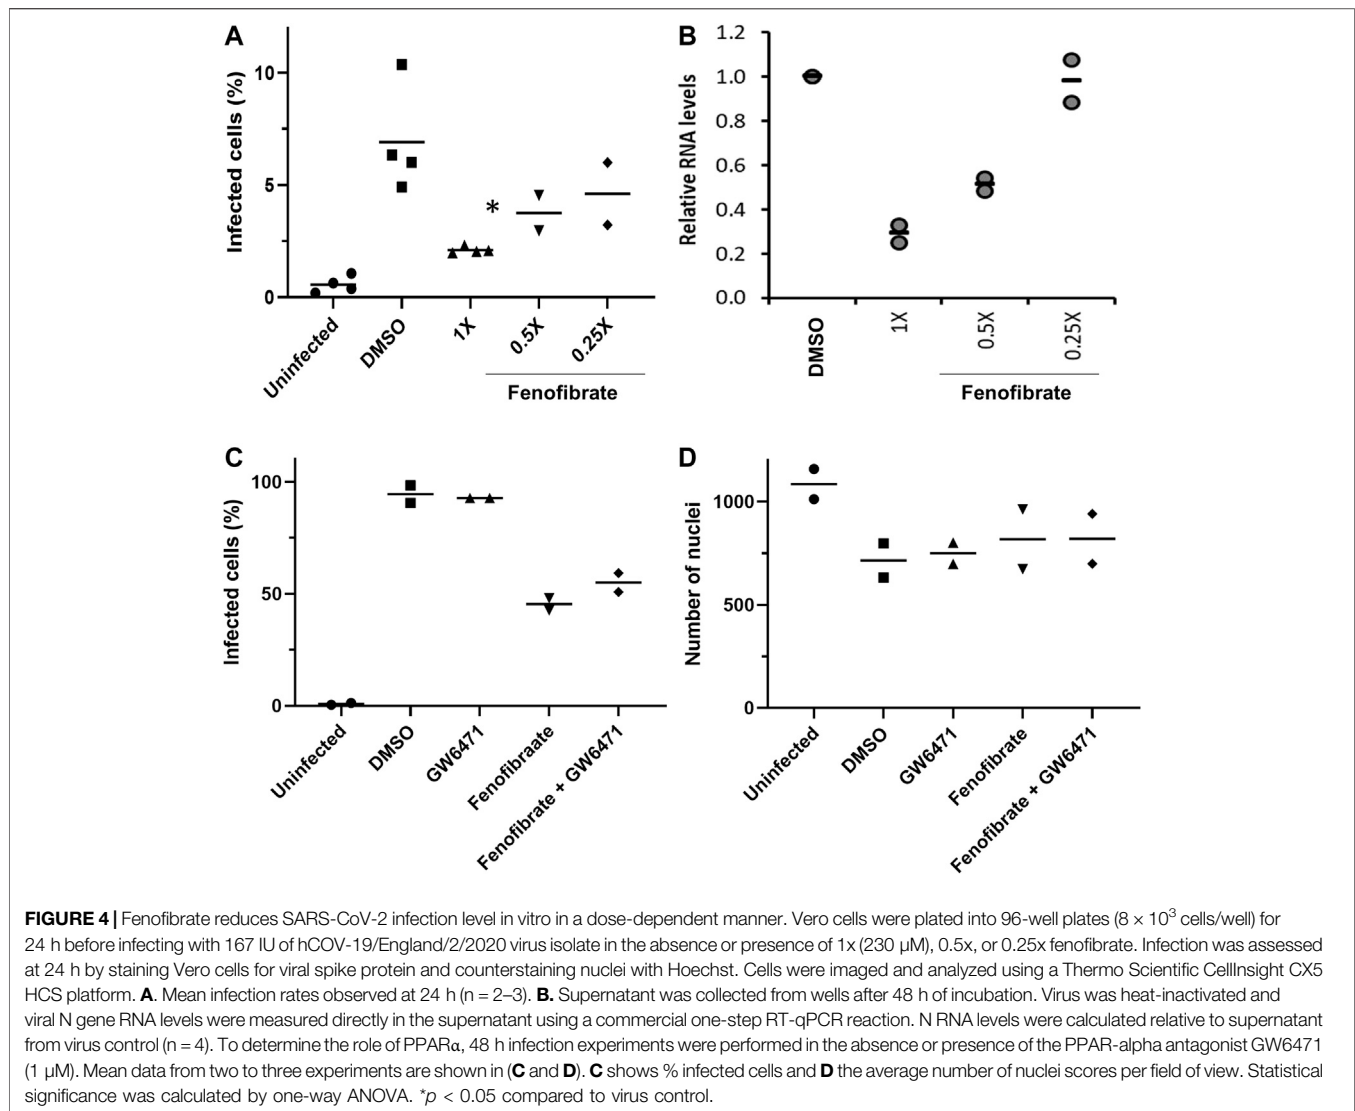 A
Infected cells (%)
10
5
0
Uninfected
DMSO
1X
0.5X
0.25X
Fenofibrate
B
Relative RNA levels
1.2
1.0
0.8
0.6
0.4
0.2
0.0
DMSO
1X
0.5X
0.25X
Fenofibrate
*
C
Infected cells (%)
100
50
0
Uninfected
DMSO
GW6471
Fenofibraate
Fenofibrate + GW6471
D
Number of nuclei
1000
500
0
Uninfected
DMSO
GW6471
Fenofibrate
Fenofibrate + GW6471
FIGURE 4 | Fenofibrate reduces SARS-CoV-2 infection level in vitro in a dose-dependent manner. Vero cells were plated into 96-well plates (8 × 10³ cells/well) for
24 h before infecting with 167 IU of hCOV-19/England/2/2020 virus isolate in the absence or presence of 1x (230 μM), 0.5x, or 0.25x fenofibrate. Infection was assessed
at 24 h by staining Vero cells for viral spike protein and counterstaining nuclei with Hoechst. Cells were imaged and analyzed using a Thermo Scientific CellInsight CX5
HCS platform. A. Mean infection rates observed at 24 h (n = 2–3). B. Supernatant was collected from wells after 48 h of incubation. Virus was heat-inactivated and
viral N gene RNA levels were measured directly in the supernatant using a commercial one-step RT-qPCR reaction. N RNA levels were calculated relative to supernatant
from virus control (n = 4). To determine the role of PPARα, 48 h infection experiments were performed in the absence or presence of the PPAR-alpha antagonist GW6471
(1 μM). Mean data from two to three experiments are shown in (C and D). C shows % infected cells and D the average number of nuclei scores per field of view. Statistical
significance was calculated by one-way ANOVA. *p < 0.05 compared to virus control.